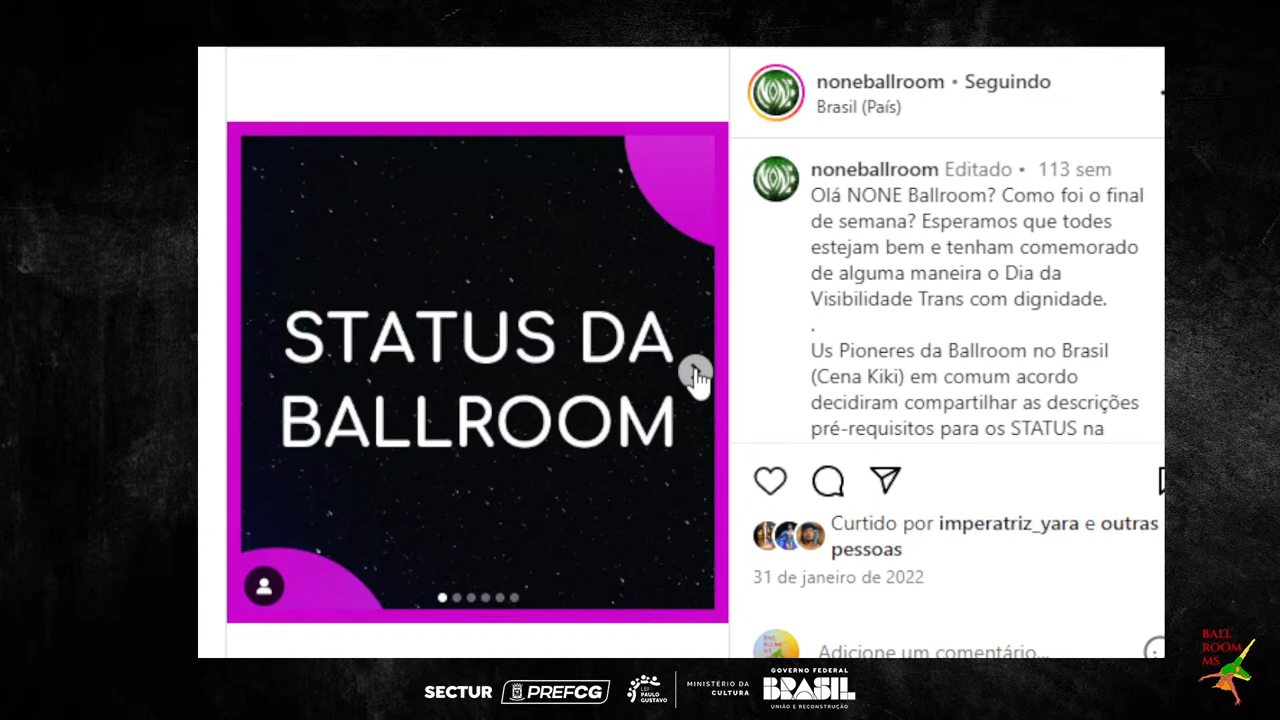 noneballroom • Seguindo
Brasil (País)
STATUS DA
BALLROOM
noneballroom Editado • 113 sem
Olá NONE Ballroom? Como foi o final
de semana? Esperamos que todes
estejam bem e tenham comemorado
de alguma maneira o Dia da
Visibilidade Trans com dignidade.
.
Us Pioneres da Ballroom no Brasil
(Cena Kiki) em comum acordo
decidiram compartilhar as descrições
pré-requisitos para os STATUS na
Curtido por imperatriz_yara e outras
pessoas
31 de janeiro de 2022
Adicione um comentário...
BALL
ROOM
MS
SECTUR
PREFCG
LEI
PAULO
GUSTAVO
MINISTÉRIO DA
CULTURA
GOVERNO FEDERAL
BRASIL
UNIÃO E RECONSTRUÇÃO